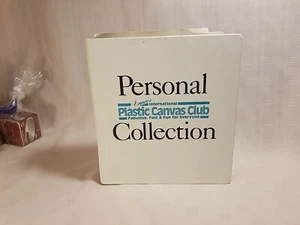 Personal
International
Plastic Canvas Club
Fabulous, Fast & Fun for Everyone
Collection